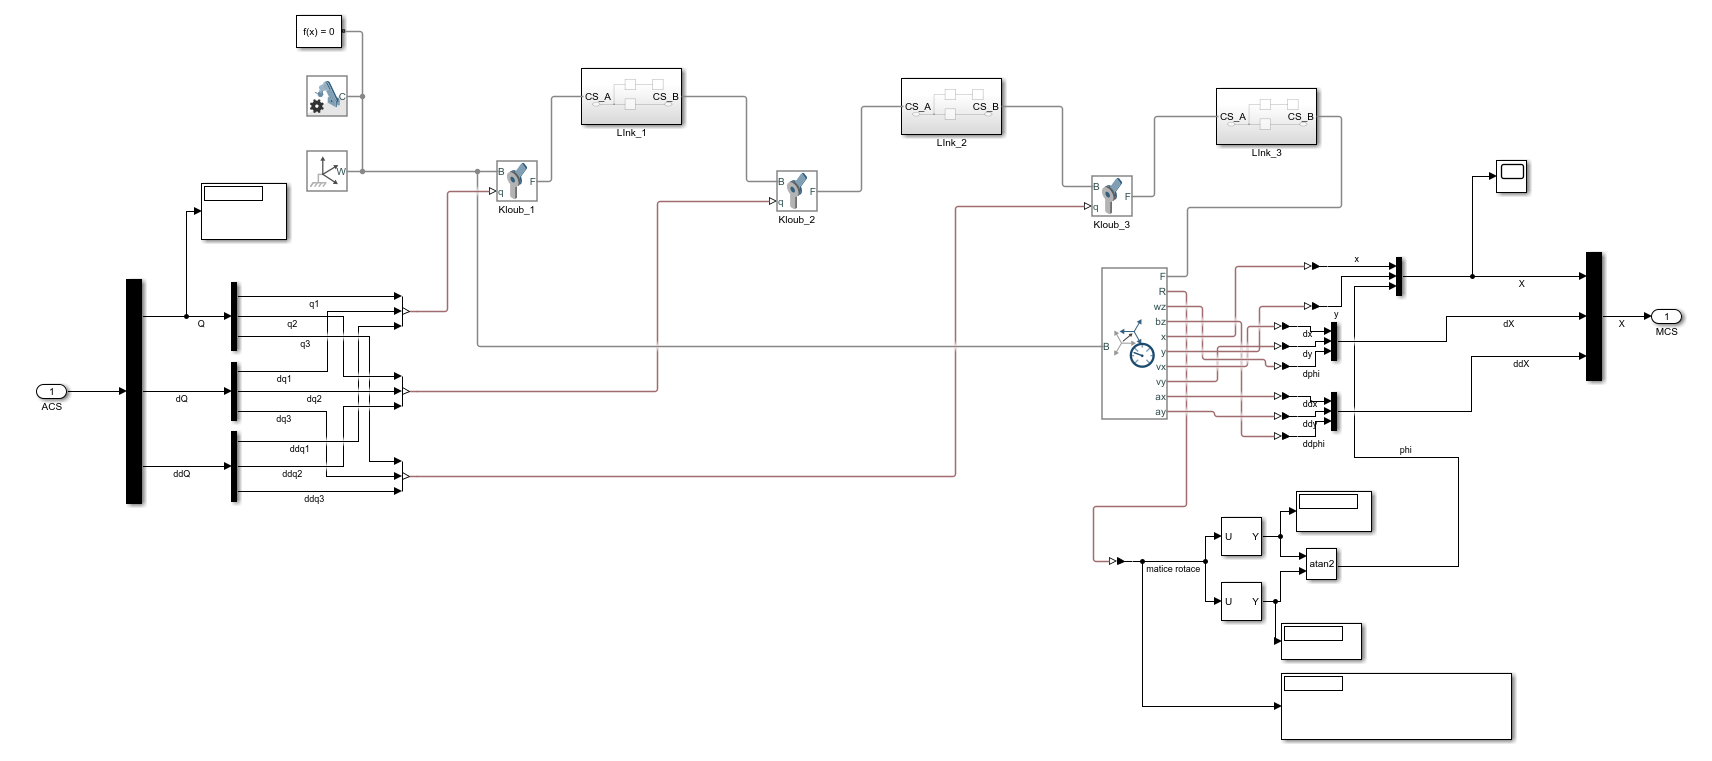 f(x) = 0
C
W
CS_A
CS_B
LInk_1
CS_A
CS_B
LInk_2
CS_A
CS_B
LInk_3
B
q
F
Kloub_1
B
q
F
Kloub_2
B
q
F
Kloub_3
1
ACS
Q
dQ
ddQ
q1
q2
q3
dq1
dq2
dq3
ddq1
ddq2
ddq3
B
F
R
wz
bz
x
y
vx
vy
ax
ay
x
y
dx
dy
dphi
ddx
ddy
ddphi
phi
X
dX
ddX
X
1
MCS
matice rotace
U
Y
U
Y
atan2